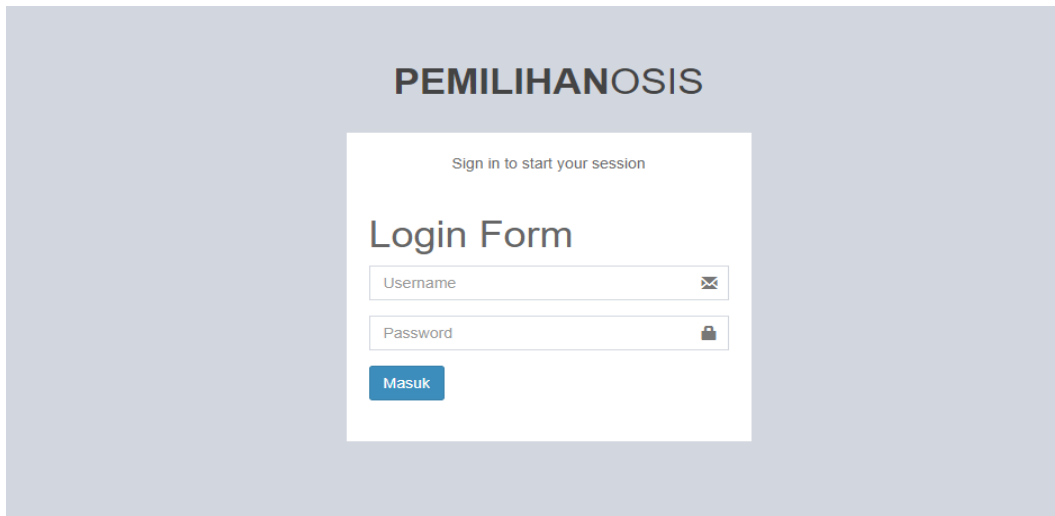 PEMILIHANOSIS
Sign in to start your session
Login Form
Username
Password
Masuk